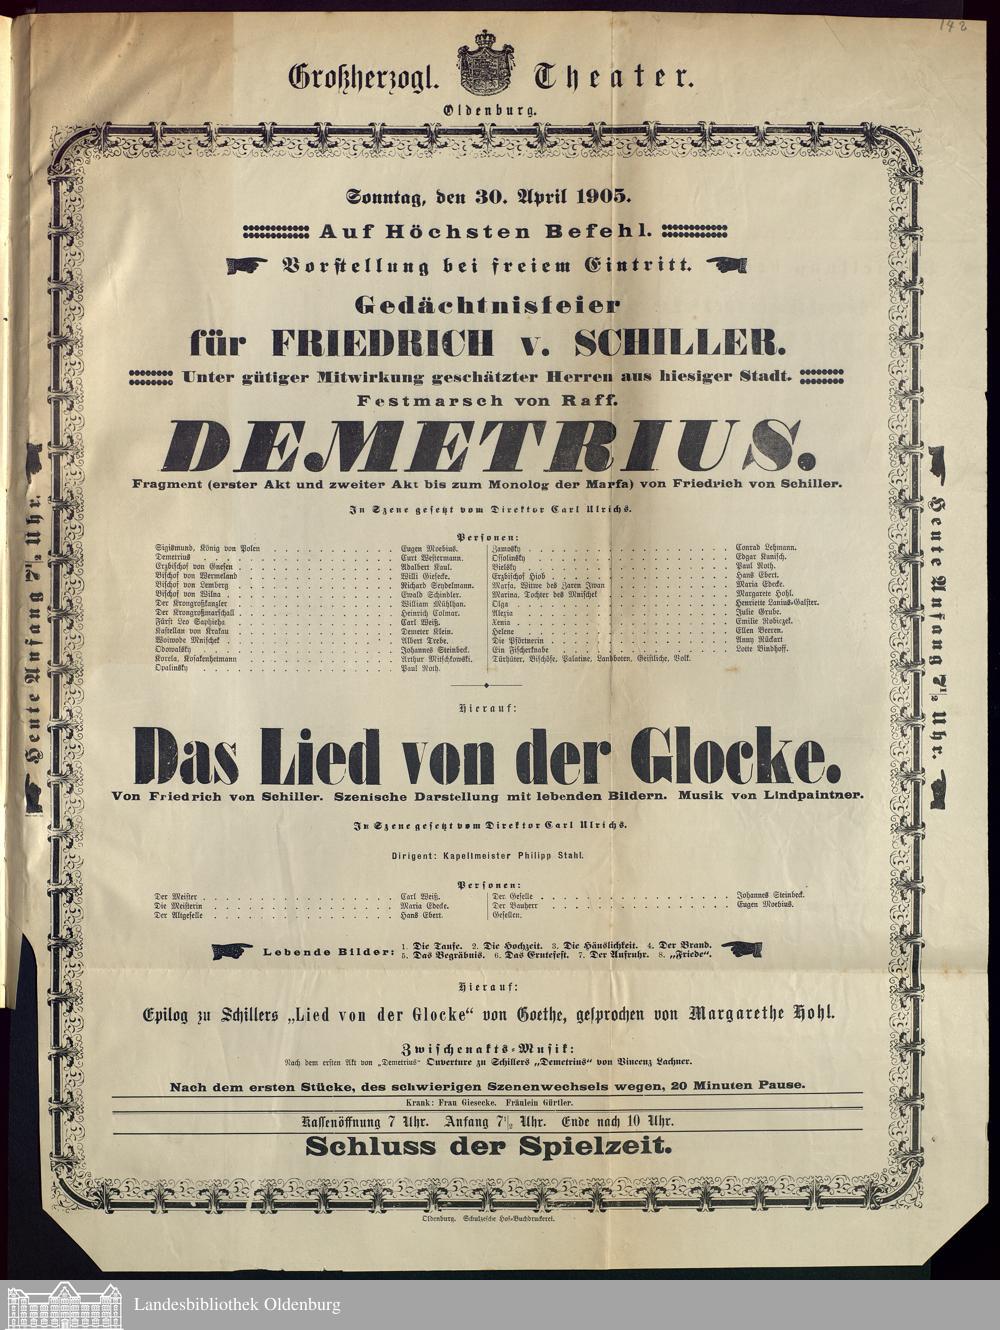 142
Großherzogl. Theater.
Oldenburg.
Sonntag, den 30. April 1905.
Auf Höchsten Befehl.
Vorstellung bei freiem Eintritt.
Gedächtnisfeier
für FRIEDRICH v. SCHILLER.
Unter gütiger Mitwirkung geschätzter Herren aus hiesiger Stadt.
Festmarsch von Raff.
DEMETRIUS.
Fragment (erster Akt und zweiter Akt bis zum Monolog der Marfa) von Friedrich von Schiller.
In Szene gesetzt vom Direktor Carl Ulrichs.
Personen:
Sigismund, König von Polen Eugen Moebius.
Demetrius Curt Westermann.
Erzbischof von Gnesen Adalbert Kaul.
Bischof von Wermeland Willi Giesecke.
Bischof von Lemberg Richard Seydelmann.
Bischof von Wilna Ewald Schindler.
Der Krongroßkanzler William Mühlhan.
Der Krongroßmarschall Heinrich Colmar.
Fürst Leo Saphieha Carl Weiß.
Kastellan von Krakau Demeter Klein.
Woiwode Mnischek Albert Trebe.
Odowalsky Johannes Steinbeck.
Korela, Kosakenhetmann Arthur Mitschkowski.
Opalinsky Paul Roth.
Zamosky Conrad Lehmann.
Ossolinsky Edgar Kanisch.
Bielsky Paul Roth.
Erzbischof Hiob Hans Ebert.
Marfa, Witwe des Zaren Iwan Maria Ebecke.
Marina, Tochter des Mnischek Margarete Hohl.
Olga Henriette Lanius-Galster.
Alexia Julie Grube.
Xenia Emilie Robiczek.
Helene Ellen Beeren.
Die Pförtnerin Anny Rückert
Ein Fischerknabe Lotte Bindhoff.
Türhüter, Bischöfe, Palatine, Landboten, Geistliche, Volk.
Hierauf:
Das Lied von der Glocke.
Von Friedrich von Schiller. Szenische Darstellung mit lebenden Bildern. Musik von Lindpaintner.
In Szene gesetzt vom Direktor Carl Ulrichs.
Dirigent: Kapellmeister Philipp Stahl.
Personen:
Der Meister Carl Weiß.
Die Meisterin Maria Ebecke.
Der Altgeselle Hans Ebert.
Der Geselle Johannes Steinbeck.
Der Bauherr Eugen Moebius.
Gesellen.
Lebende Bilder: 1. Die Taufe. 2. Die Hochzeit. 3. Die Häuslichkeit. 4. Der Brand.
5. Das Begräbnis. 6. Das Erntefest. 7. Der Aufruhr. 8. „Friede“.
Hierauf:
Epilog zu Schillers „Lied von der Glocke“ von Goethe, gesprochen von Margarethe Hohl.
Zwischenakts-Musik:
Nach dem ersten Akt von „Demetrius“ Ouverture zu Schillers „Demetrius“ von Vincenz Lachner.
Nach dem ersten Stücke, des schwierigen Szenenwechsels wegen, 20 Minuten Pause.
Krank: Frau Giesecke. Fräulein Gürtler.
Kassenöffnung 7 Uhr. Anfang 7½ Uhr. Ende nach 10 Uhr.
Schluss der Spielzeit.
Oldenburg. Schulzesche Hof-Buchdruckerei.
Heute Anfang 7½ Uhr.
Heute Anfang 7½ Uhr.
Landesbibliothek Oldenburg